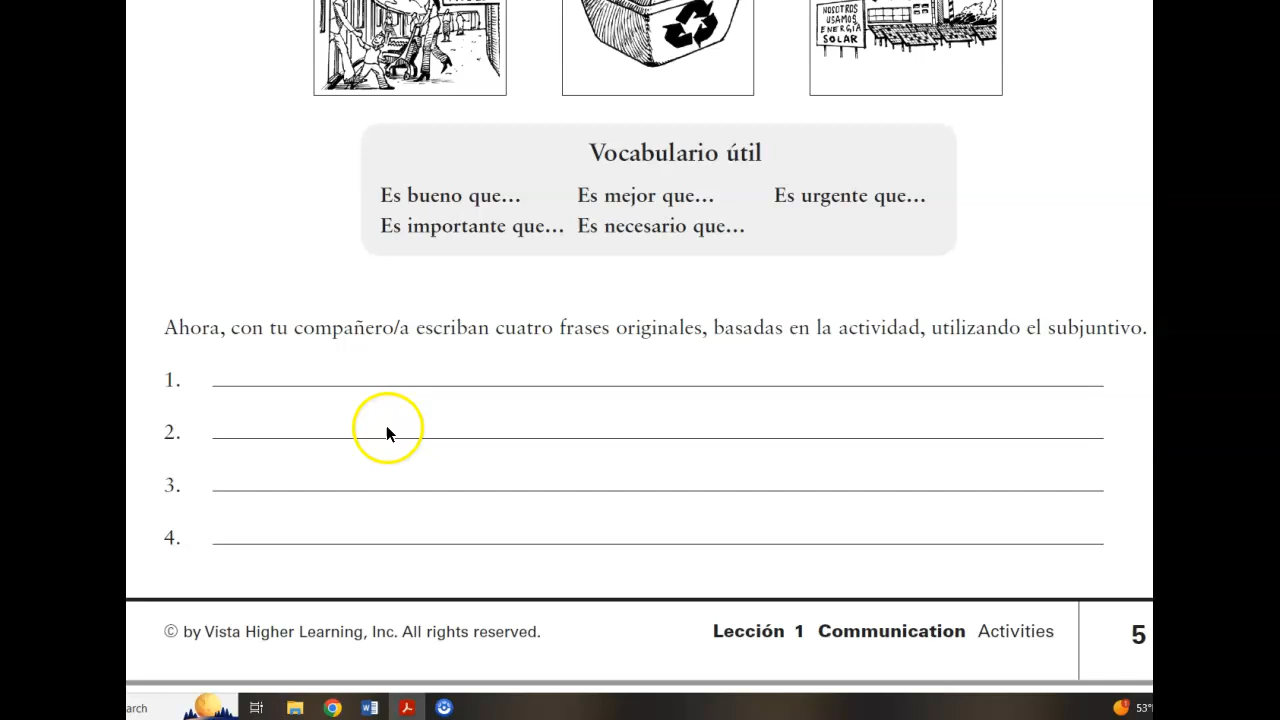 NOSOTROS
USAMOS
ENERGÍA
SOLAR
Vocabulario útil
Es bueno que... Es mejor que... Es urgente que...
Es importante que... Es necesario que...
Ahora, con tu compañero/a escriban cuatro frases originales, basadas en la actividad, utilizando el subjuntivo.
1.
2.
3.
4.
© by Vista Higher Learning, Inc. All rights reserved. Lección 1 Communication Activities 5
arch 53°